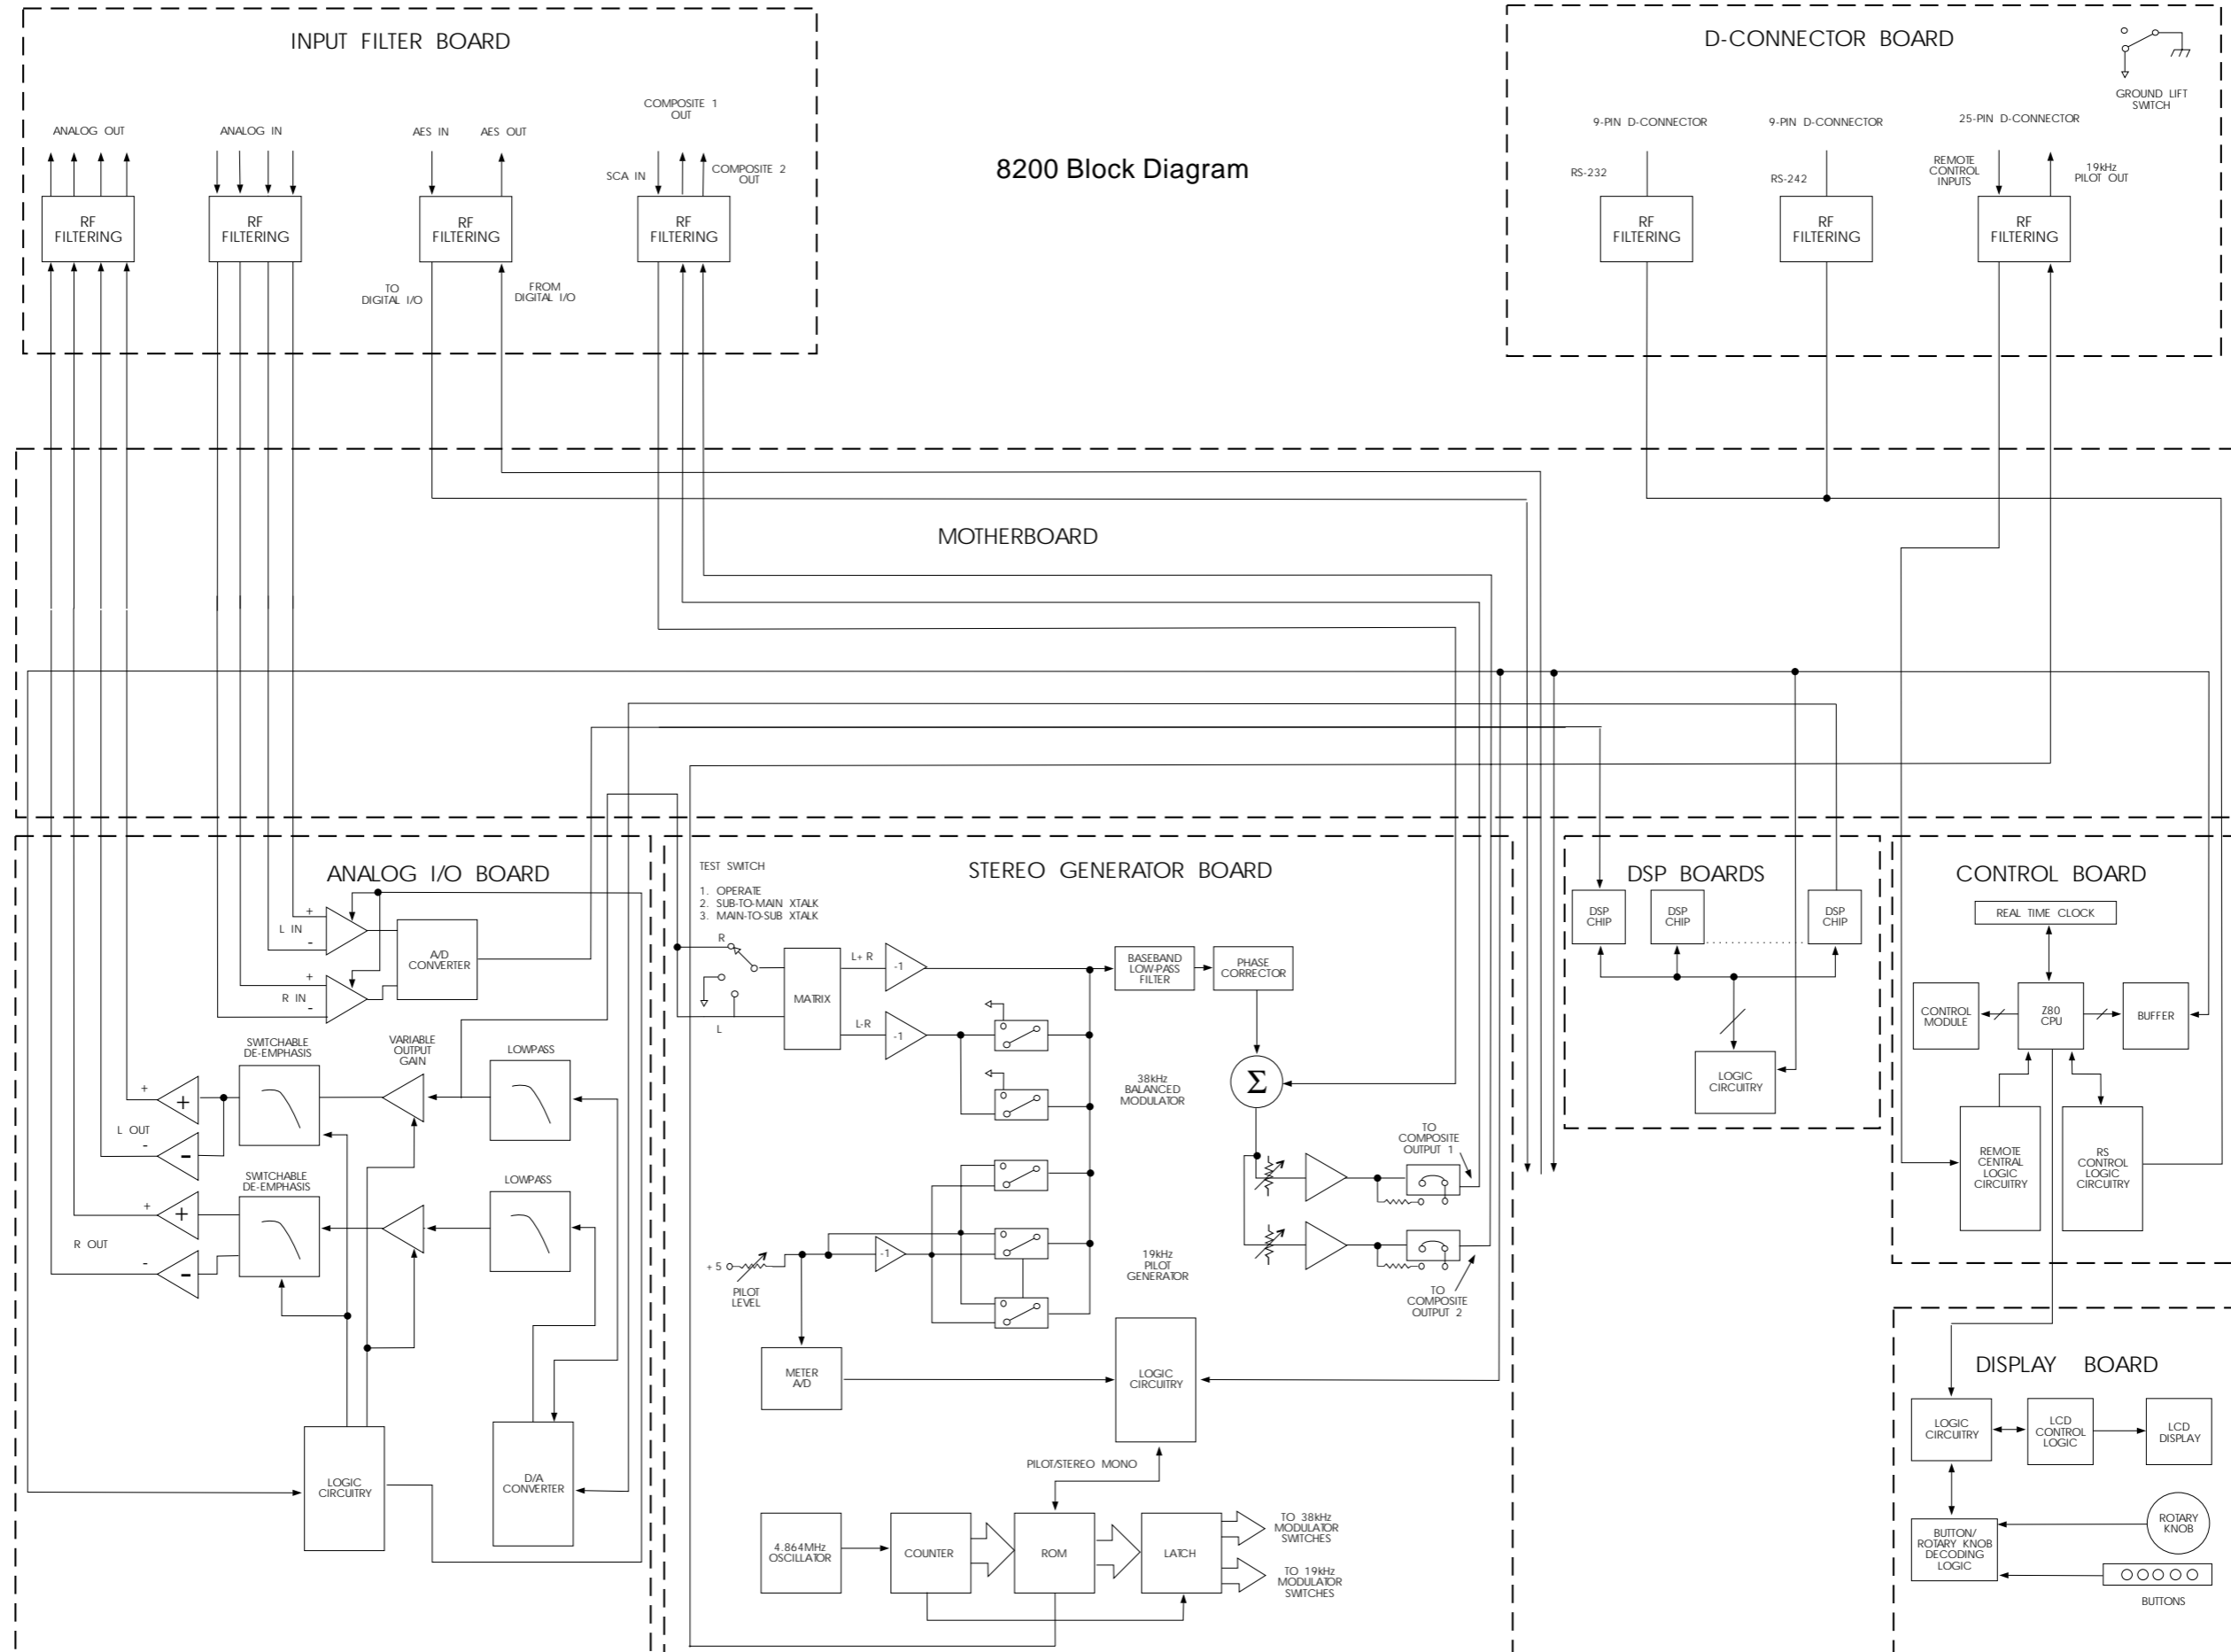 8200 Block Diagram
INPUT FILTER BOARD
ANALOG OUT
ANALOG IN
AES IN
AES OUT
COMPOSITE 1
OUT
SCA IN
COMPOSITE 2
OUT
RF
FILTERING
RF
FILTERING
RF
FILTERING
RF
FILTERING
TO
DIGITAL I/O
FROM
DIGITAL I/O
D-CONNECTOR BOARD
GROUND LIFT
SWITCH
9-PIN D-CONNECTOR
9-PIN D-CONNECTOR
25-PIN D-CONNECTOR
RS-232
RS-242
REMOTE
CONTROL
INPUTS
19kHz
PILOT OUT
RF
FILTERING
RF
FILTERING
RF
FILTERING
MOTHERBOARD
ANALOG I/O BOARD
+
L IN
-
+
R IN
-
A/D
CONVERTER
SWITCHABLE
DE-EMPHASIS
VARIABLE
OUTPUT
GAIN
LOWPASS
+
+
L OUT
-
-
SWITCHABLE
DE-EMPHASIS
LOWPASS
+
+
R OUT
-
-
LOGIC
CIRCUITRY
D/A
CONVERTER
STEREO GENERATOR BOARD
TEST SWITCH
1. OPERATE
2. SUB-TO-MAIN XTALK
3. MAIN-TO-SUB XTALK
R
L
MATRIX
L+R
-1
L-R
-1
BASEBAND
LOW-PASS
FILTER
PHASE
CORRECTOR
38kHz
BALANCED
MODULATOR
Σ
TO
COMPOSITE
OUTPUT 1
+5
PILOT
LEVEL
-1
19kHz
PILOT
GENERATOR
TO
COMPOSITE
OUTPUT 2
METER
A/D
LOGIC
CIRCUITRY
PILOT/STEREO MONO
4.864MHz
OSCILLATOR
COUNTER
ROM
LATCH
TO 38kHz
MODULATOR
SWITCHES
TO 19kHz
MODULATOR
SWITCHES
DSP BOARDS
DSP
CHIP
DSP
CHIP
DSP
CHIP
LOGIC
CIRCUITRY
CONTROL BOARD
REAL TIME CLOCK
CONTROL
MODULE
Z80
CPU
BUFFER
REMOTE
CENTRAL
LOGIC
CIRCUITRY
RS
CONTROL
LOGIC
CIRCUITRY
DISPLAY BOARD
LOGIC
CIRCUITRY
LCD
CONTROL
LOGIC
LCD
DISPLAY
BUTTON/
ROTARY KNOB
DECODING
LOGIC
ROTARY
KNOB
BUTTONS